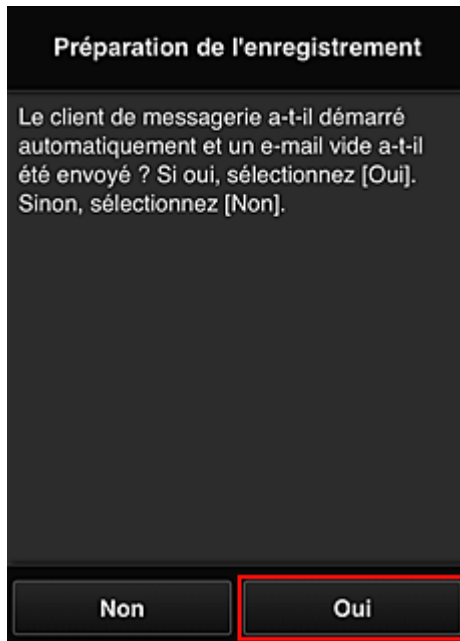 Préparation de l'enregistrement
Le client de messagerie a-t-il démarré
automatiquement et un e-mail vide a-t-il
été envoyé ? Si oui, sélectionnez [Oui].
Sinon, sélectionnez [Non].
Non
Oui